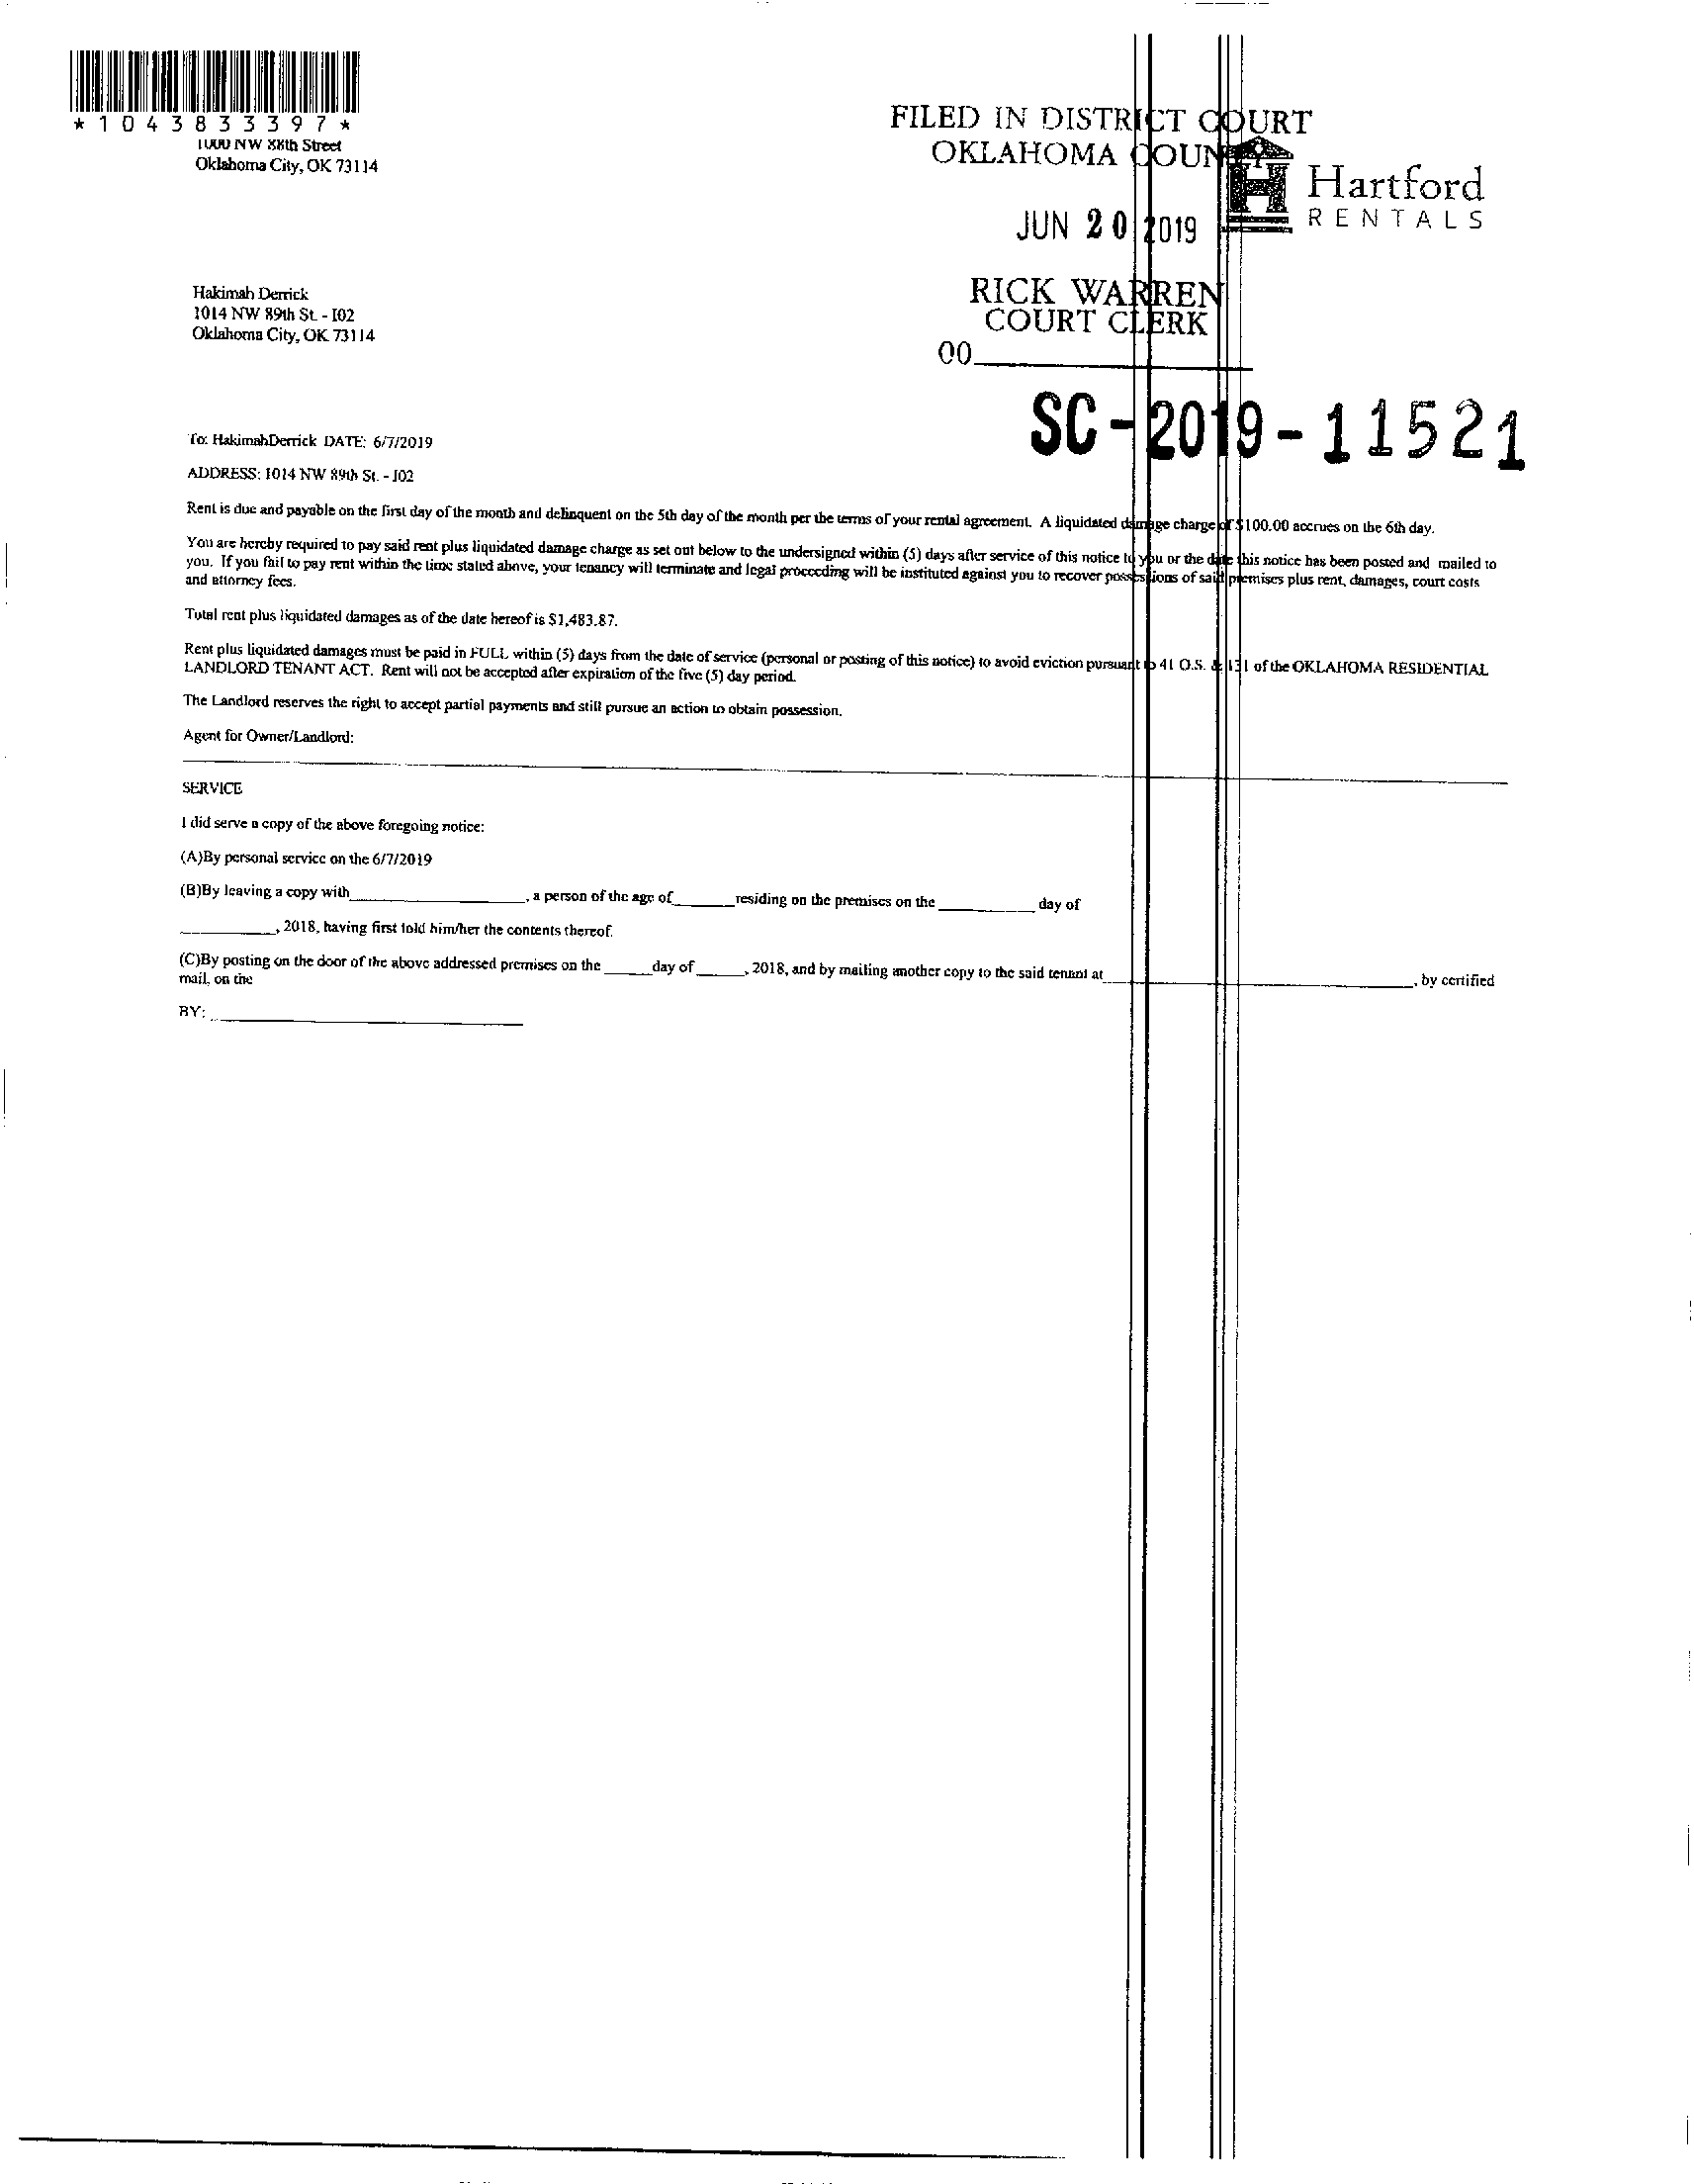 *1043833397*
1000 NW 88th Street
Oklahoma City, OK 73114
FILED IN DISTRICT COURT
OKLAHOMA COUNTY
Hartford
RENTALS
JUN 20 2019
Hakimah Derrick
1014 NW 89th St. - I02
Oklahoma City, OK 73114
RICK WARREN
COURT CLERK
00
SC-2019-11521
To: HakimahDerrick DATE: 6/7/2019
ADDRESS: 1014 NW 89th St. - I02
Rent is due and payable on the first day of the month and delinquent on the 5th day of the month per the terms of your rental agreement. A liquidated damage charge of $100.00 accrues on the 6th day.
You are hereby required to pay said rent plus liquidated damage charge as set out below to the undersigned within (5) days after service of this notice to you or the date this notice has been posted and mailed to
you. If you fail to pay rent within the time stated above, your tenancy will terminate and legal proceeding will be instituted against you to recover possessions of said premises plus rent, damages, court costs
and attorney fees.
Total rent plus liquidated damages as of the date hereof is $1,483.87.
Rent plus liquidated damages must be paid in FULL within (5) days from the date of service (personal or posting of this notice) to avoid eviction pursuant to 41 O.S. & 131 of the OKLAHOMA RESIDENTIAL
LANDLORD TENANT ACT. Rent will not be accepted after expiration of the five (5) day period.
The Landlord reserves the right to accept partial payments and still pursue an action to obtain possession.
Agent for Owner/Landlord:
SERVICE
I did serve a copy of the above foregoing notice:
(A)By personal service on the 6/7/2019
(B)By leaving a copy with____________________, a person of the age of_______residing on the premises on the ___________ day of
___________, 2018, having first told him/her the contents thereof.
(C)By posting on the door of the above addressed premises on the _____day of_____, 2018, and by mailing another copy to the said tenant at___________________________________, by certified
mail, on the
BY: ___________________________________